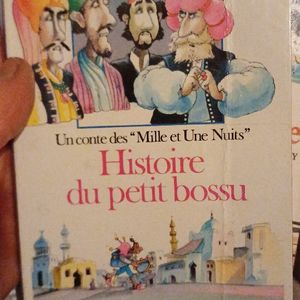 Un conte des "Mille et Une Nuits"
Histoire
du petit bossu